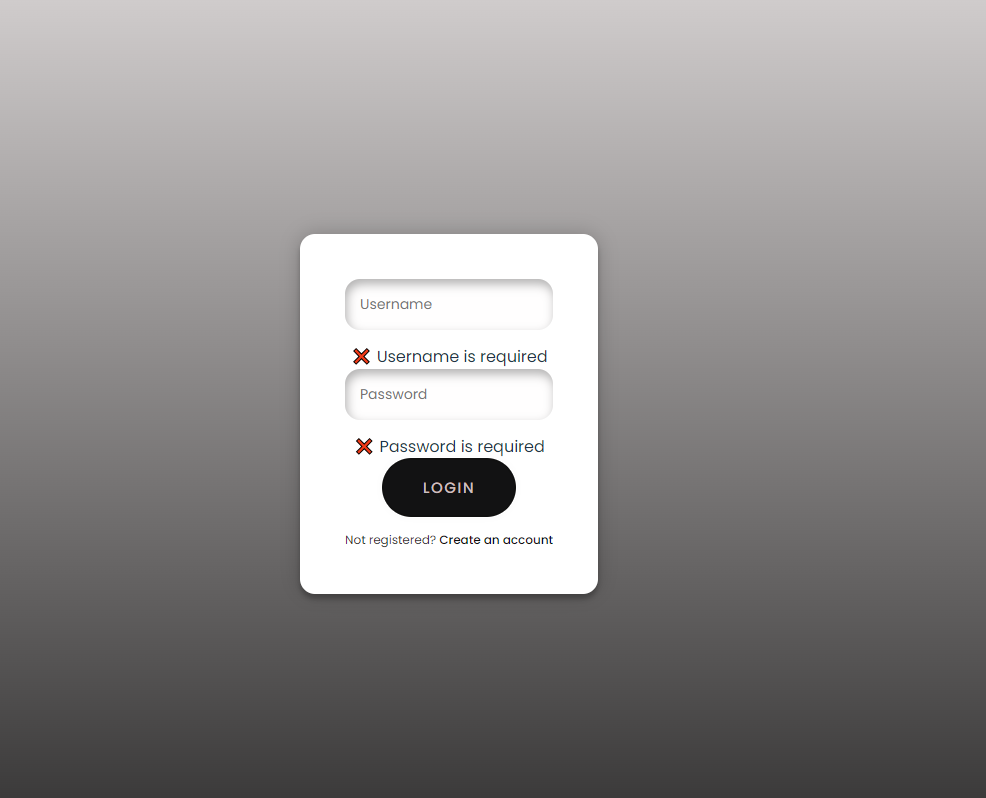 Username
❌ Username is required
Password
❌ Password is required
LOGIN
Not registered? Create an account